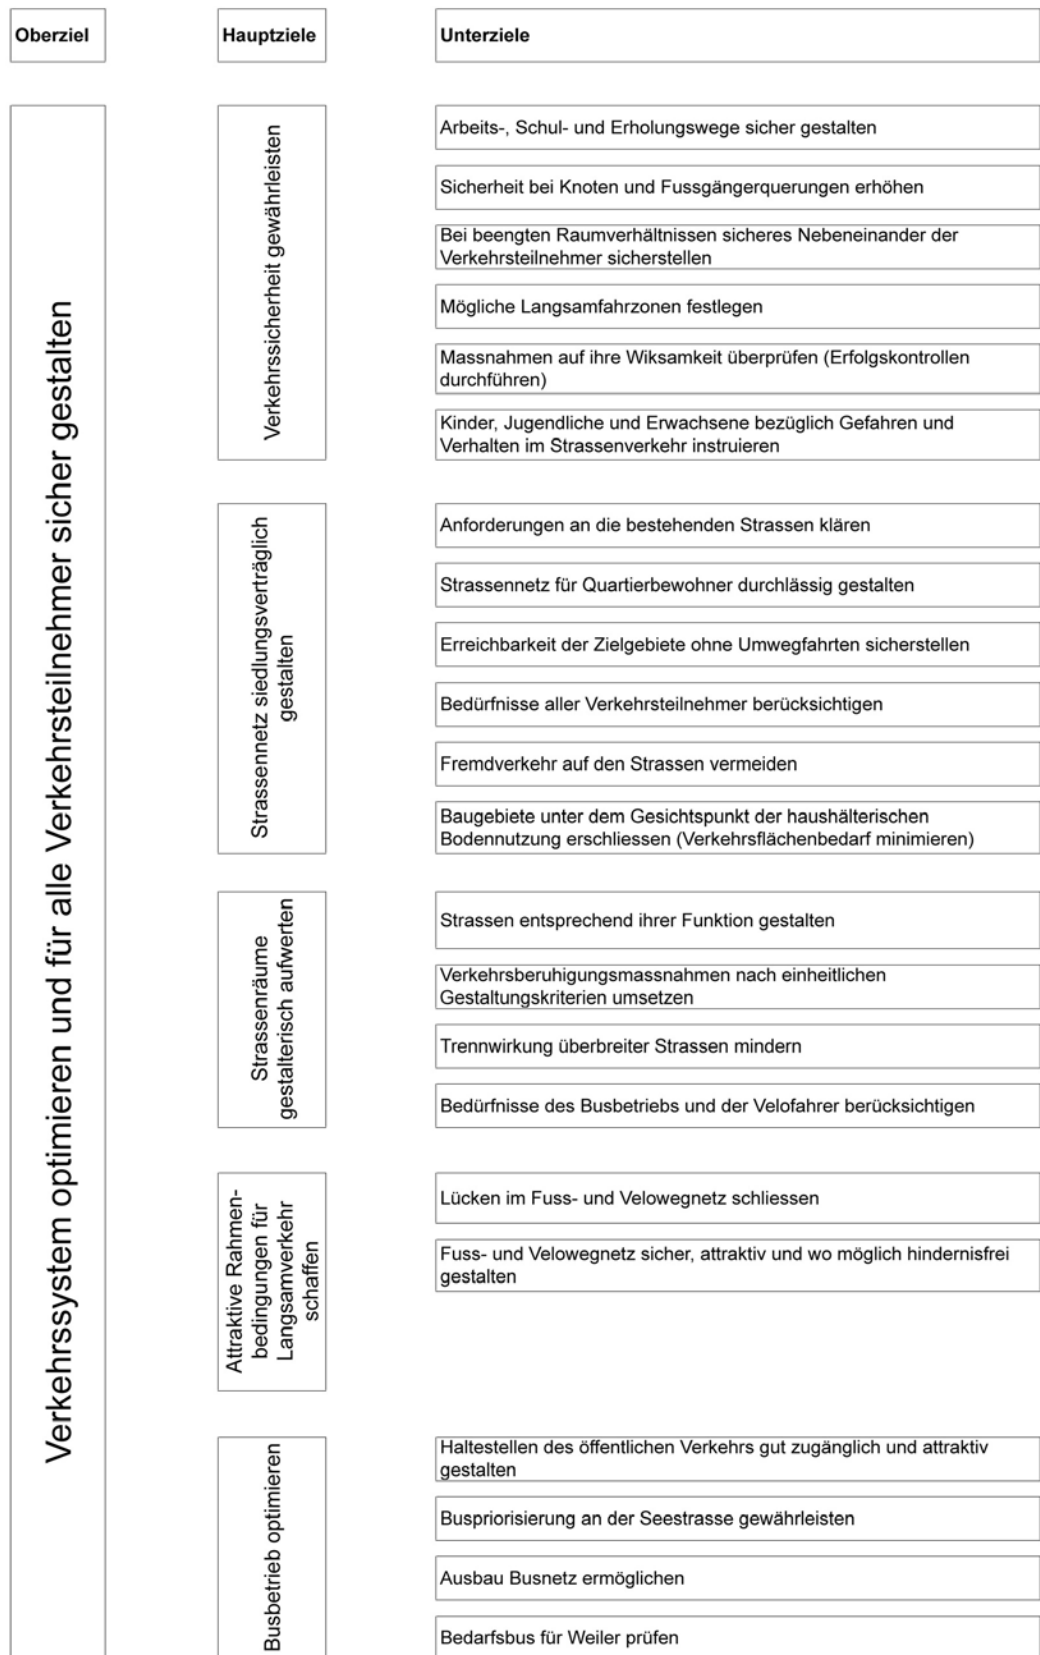 Oberziel
Hauptziele
Unterziele
Verkehrssystem optimieren und für alle Verkehrsteilnehmer sicher gestalten
Verkehrssicherheit gewährleisten
Arbeits-, Schul- und Erholungswege sicher gestalten
Sicherheit bei Knoten und Fussgängerquerungen erhöhen
Bei beengten Raumverhältnissen sicheres Nebeneinander der
Verkehrsteilnehmer sicherstellen
Mögliche Langsamfahrzonen festlegen
Massnahmen auf ihre Wiksamkeit überprüfen (Erfolgskontrollen
durchführen)
Kinder, Jugendliche und Erwachsene bezüglich Gefahren und
Verhalten im Strassenverkehr instruieren
Strassennetz siedlungsverträglich
gestalten
Anforderungen an die bestehenden Strassen klären
Strassennetz für Quartierbewohner durchlässig gestalten
Erreichbarkeit der Zielgebiete ohne Umwegfahrten sicherstellen
Bedürfnisse aller Verkehrsteilnehmer berücksichtigen
Fremdverkehr auf den Strassen vermeiden
Baugebiete unter dem Gesichtspunkt der haushälterischen
Bodennutzung erschliessen (Verkehrsflächenbedarf minimieren)
Strassenräume
gestalterisch aufwerten
Strassen entsprechend ihrer Funktion gestalten
Verkehrsberuhigungsmassnahmen nach einheitlichen
Gestaltungskriterien umsetzen
Trennwirkung überbreiter Strassen mindern
Bedürfnisse des Busbetriebs und der Velofahrer berücksichtigen
Attraktive Rahmen-
bedingungen für
Langsamverkehr
schaffen
Lücken im Fuss- und Velowegnetz schliessen
Fuss- und Velowegnetz sicher, attraktiv und wo möglich hindernisfrei
gestalten
Busbetrieb optimieren
Haltestellen des öffentlichen Verkehrs gut zugänglich und attraktiv
gestalten
Buspriorisierung an der Seestrasse gewährleisten
Ausbau Busnetz ermöglichen
Bedarfsbus für Weiler prüfen